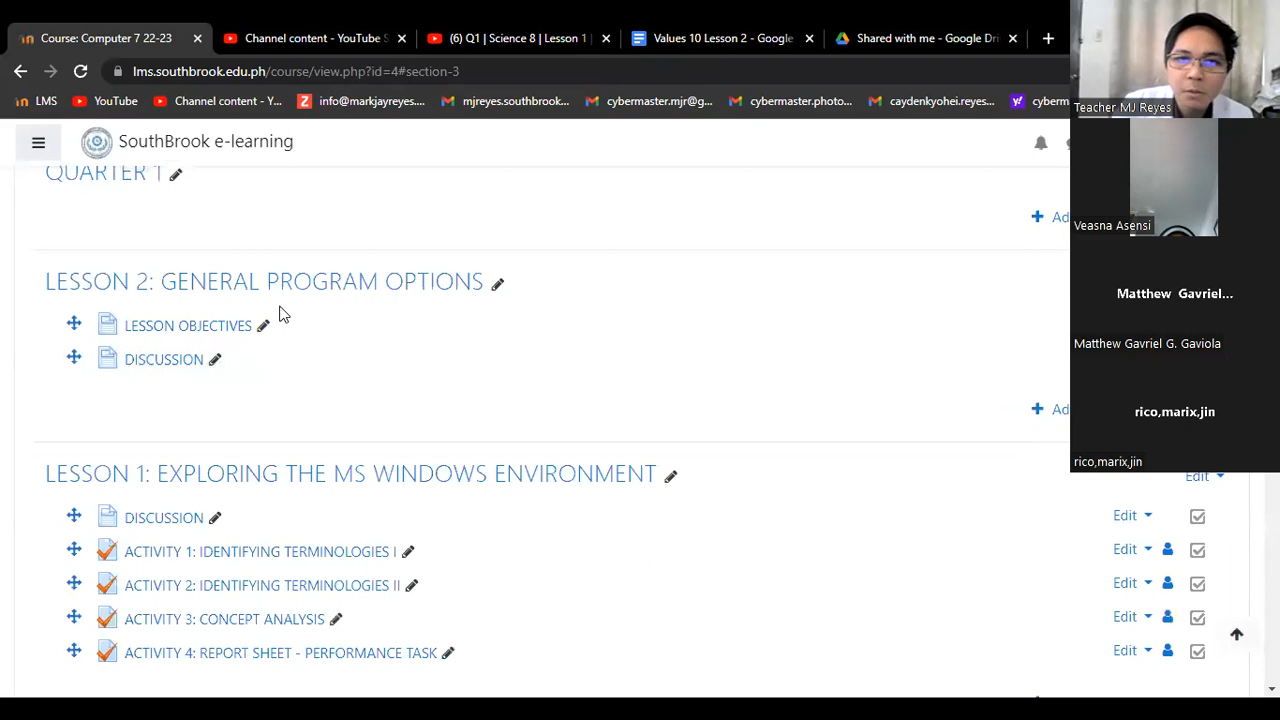 Course: Computer 7 22-23
Channel content - YouTube S
(6) Q1 | Science 8 | Lesson 1 |
Values 10 Lesson 2 - Google
Shared with me - Google Dri
lms.southbrook.edu.ph/course/view.php?id=4#section-3
LMS
YouTube
Channel content - Y...
info@markjayreyes....
mjreyes.southbrook...
cybermaster.mjr@g...
cybermaster.photo...
caydenkyohei.reyes...
cyberm
SouthBrook e-learning
QUARTER 1
Ad
LESSON 2: GENERAL PROGRAM OPTIONS
LESSON OBJECTIVES
DISCUSSION
Ad
LESSON 1: EXPLORING THE MS WINDOWS ENVIRONMENT
Edit
DISCUSSION
Edit
ACTIVITY 1: IDENTIFYING TERMINOLOGIES I
Edit
ACTIVITY 2: IDENTIFYING TERMINOLOGIES II
Edit
ACTIVITY 3: CONCEPT ANALYSIS
Edit
ACTIVITY 4: REPORT SHEET - PERFORMANCE TASK
Edit
Teacher MJ Reyes
Veasna Asensi
Matthew Gavriel...
Matthew Gavriel G. Gaviola
rico,marix,jin
rico,marix,jin